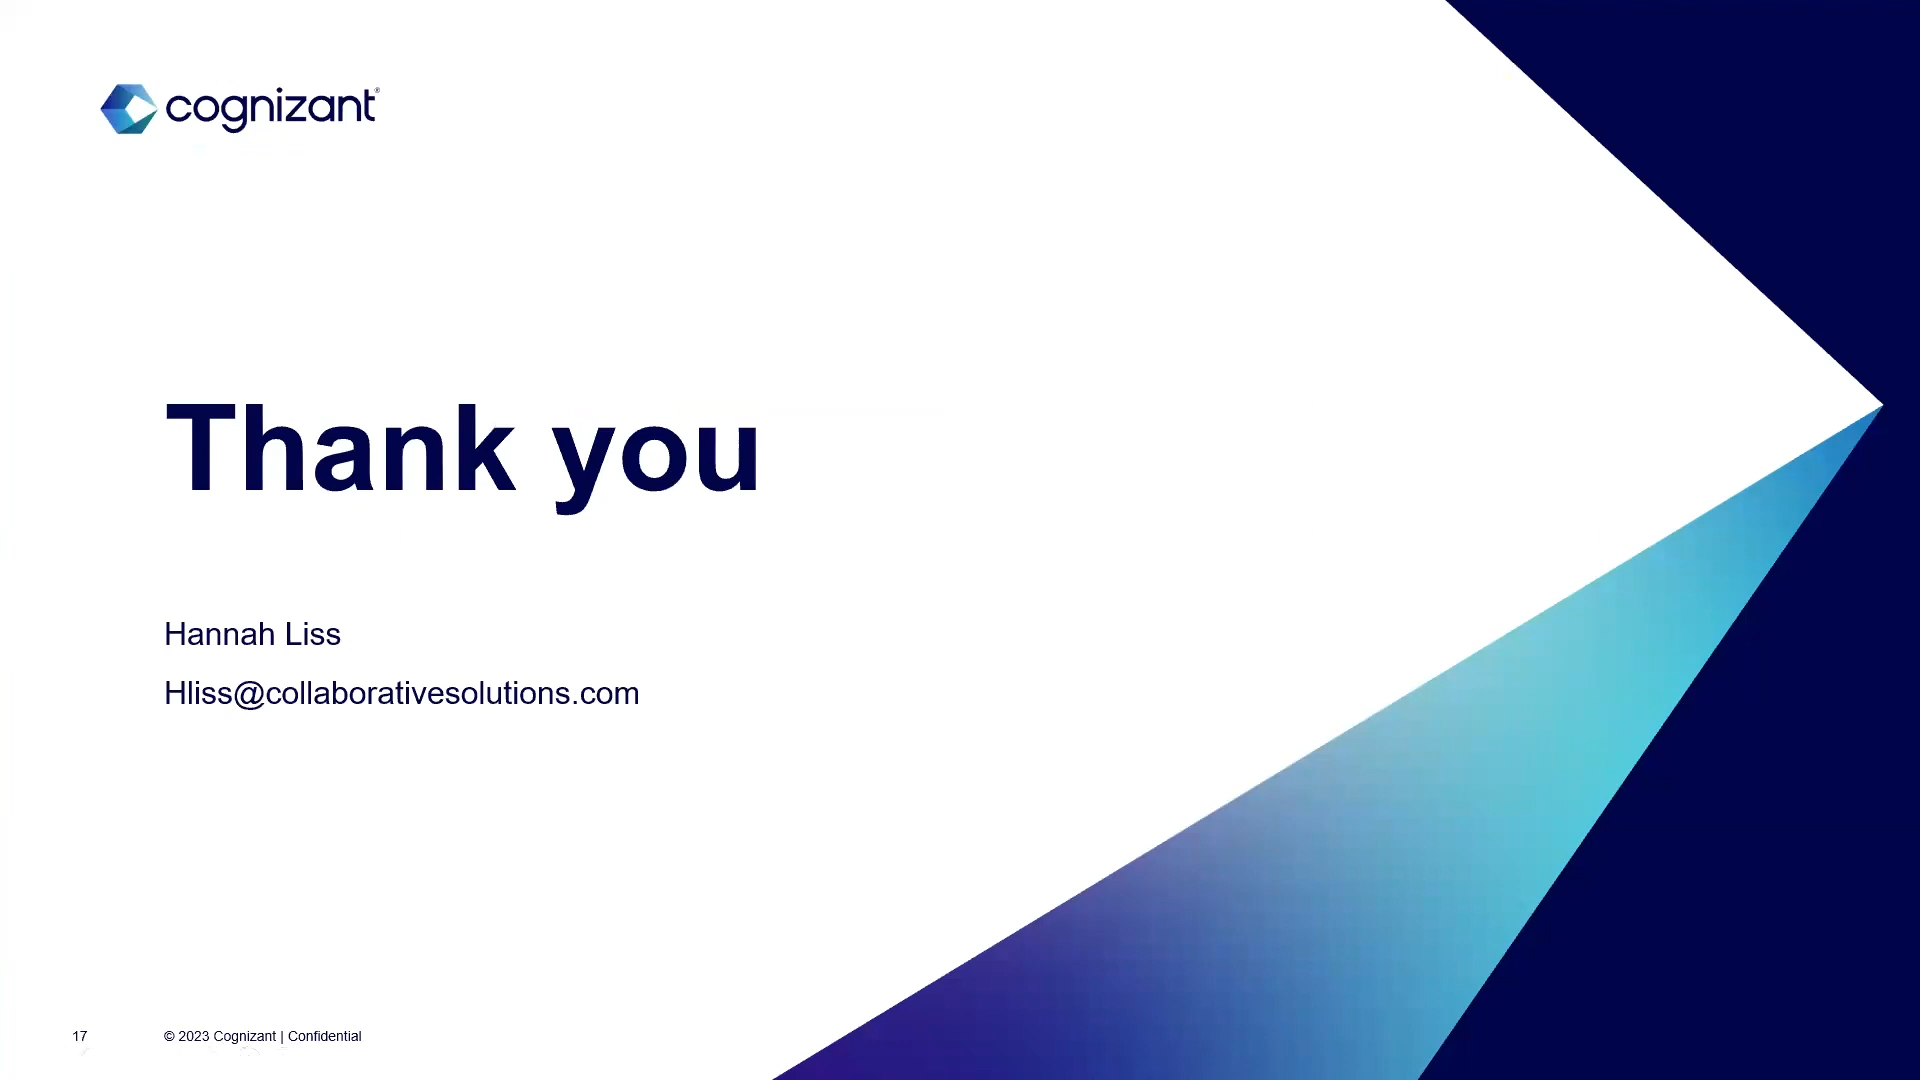 cognizant®
Thank you
Hannah Liss
Hliss@collaborativesolutions.com
17
© 2023 Cognizant | Confidential